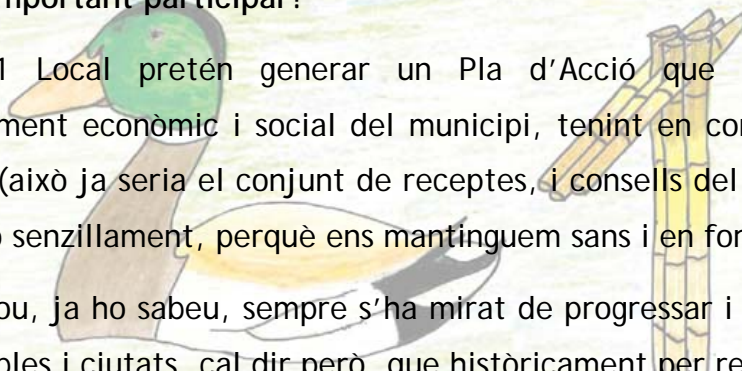 important participar?
1 Local pretén generar un Pla d'Acció que
ment econòmic i social del municipi, tenint en co
(això ja seria el conjunt de receptes, i consells del
senzillament, perquè ens mantinguem sans i en for
ou, ja ho sabeu, sempre s'ha mirat de progressar i
bles i ciutats, cal dir però, que històricament per re